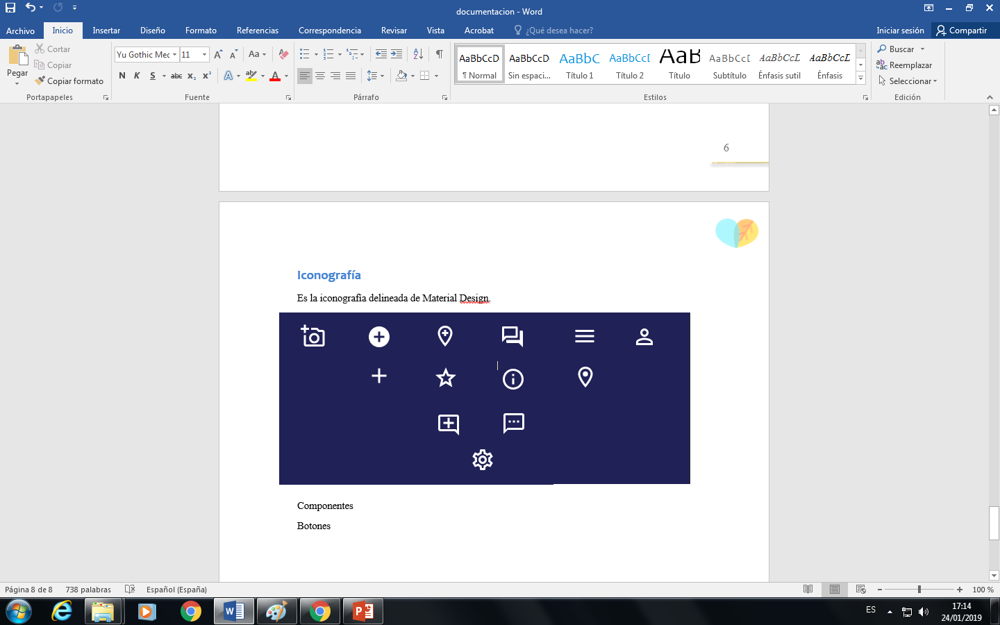 documentacion - Word
Archivo Inicio Insertar Diseño Formato Referencias Correspondencia Revisar Vista Acrobat ¿Qué desea hacer? Iniciar sesión Compartir
Pegar
Cortar
Copiar
Copiar formato
Portapapeles
Yu Gothic Mec 11
Aa
N K S abc x₂ x²
A aby A
Fuente
Párrafo
AaBbCcD AaBbCcD AaBbC AaBbCcD AaB AaBbCcD AaBbCcD AaBbCcL
¶ Normal Sin espaci... Título 1 Título 2 Título Subtítulo Énfasis sutil Énfasis
Estilos
Buscar
Reemplazar
Seleccionar
Edición
6
Iconografía
Es la iconografía delineada de Material Design.
Componentes
Botones
Página 8 de 8 738 palabras Español (España) 100 %
ES 17:14
24/01/2019